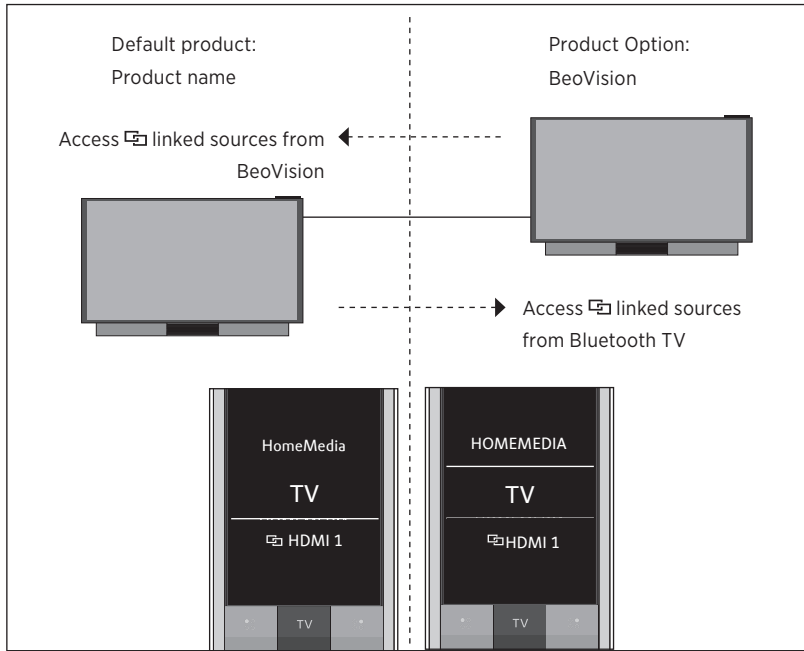 Default product:
Product name
Product Option:
BeoVision
Access linked sources from
BeoVision
Access linked sources
from Bluetooth TV
HomeMedia
TV
HDMI 1
TV
HOMEMEDIA
TV
HDMI 1
TV